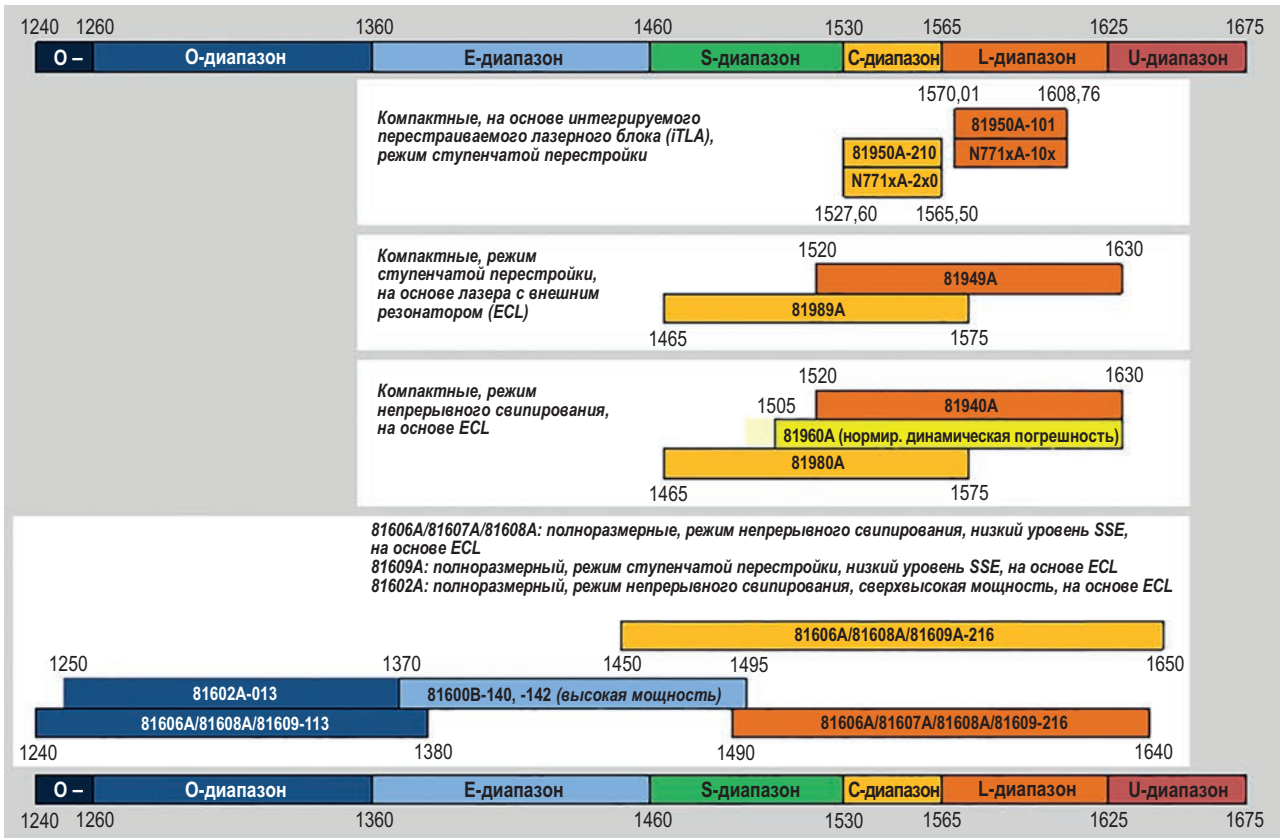 1240 1260 1360 1460 1530 1565 1625 1675
О – О-диапазон Е-диапазон S-диапазон С-диапазон L-диапазон U-диапазон
Компактные, на основе интегрируемого
перестраиваемого лазерного блока (iTLA),
режим ступенчатой перестройки
1570,01 1608,76
81950A-101
81950A-210 N771xA-10x
N771xA-2x0
1527,60 1565,50
Компактные, режим
ступенчатой перестройки,
на основе лазера с внешним
резонатором (ECL)
1520 1630
81949A
81989A
1465 1575
Компактные, режим
непрерывного свипирования,
на основе ECL
1520 1630
1505 81940A
81960A (нормир. динамическая погрешность)
81980A
1465 1575
81606A/81607A/81608A: полноразмерные, режим непрерывного свипирования, низкий уровень SSE,
на основе ECL
81609A: полноразмерный, режим ступенчатой перестройки, низкий уровень SSE, на основе ECL
81602A: полноразмерный, режим непрерывного свипирования, сверхвысокая мощность, на основе ECL
81606A/81608A/81609A-216
1250 1370 1450 1495 1650
81602A-013 81600B-140, -142 (высокая мощность)
81606A/81608A/81609-113 81606A/81607A/81608A/81609-216
1240 1380 1490 1640
О – О-диапазон Е-диапазон S-диапазон С-диапазон L-диапазон U-диапазон
1240 1260 1360 1460 1530 1565 1625 1675